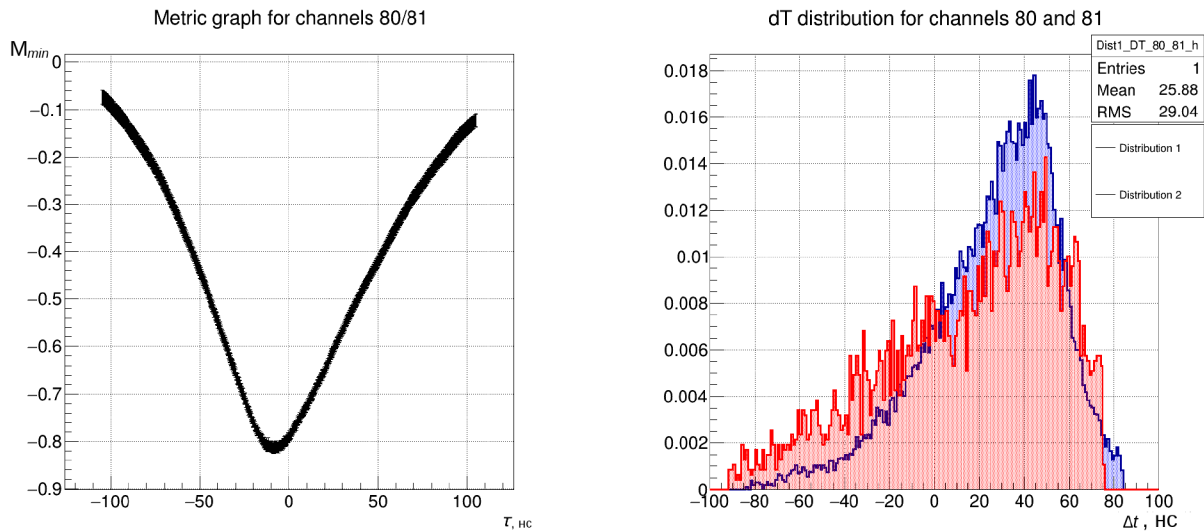 Metric graph for channels 80/81
M_min
0
−0.1
−0.2
−0.3
−0.4
−0.5
−0.6
−0.7
−0.8
−0.9
−100 −50 0 50 100
τ, нс
dT distribution for channels 80 and 81
Dist1_DT_80_81_h
Entries 1
Mean 25.88
RMS 29.04
Distribution 1
Distribution 2
0.018
0.016
0.014
0.012
0.01
0.008
0.006
0.004
0.002
0
−100 −80 −60 −40 −20 0 20 40 60 80 100
Δt , нс